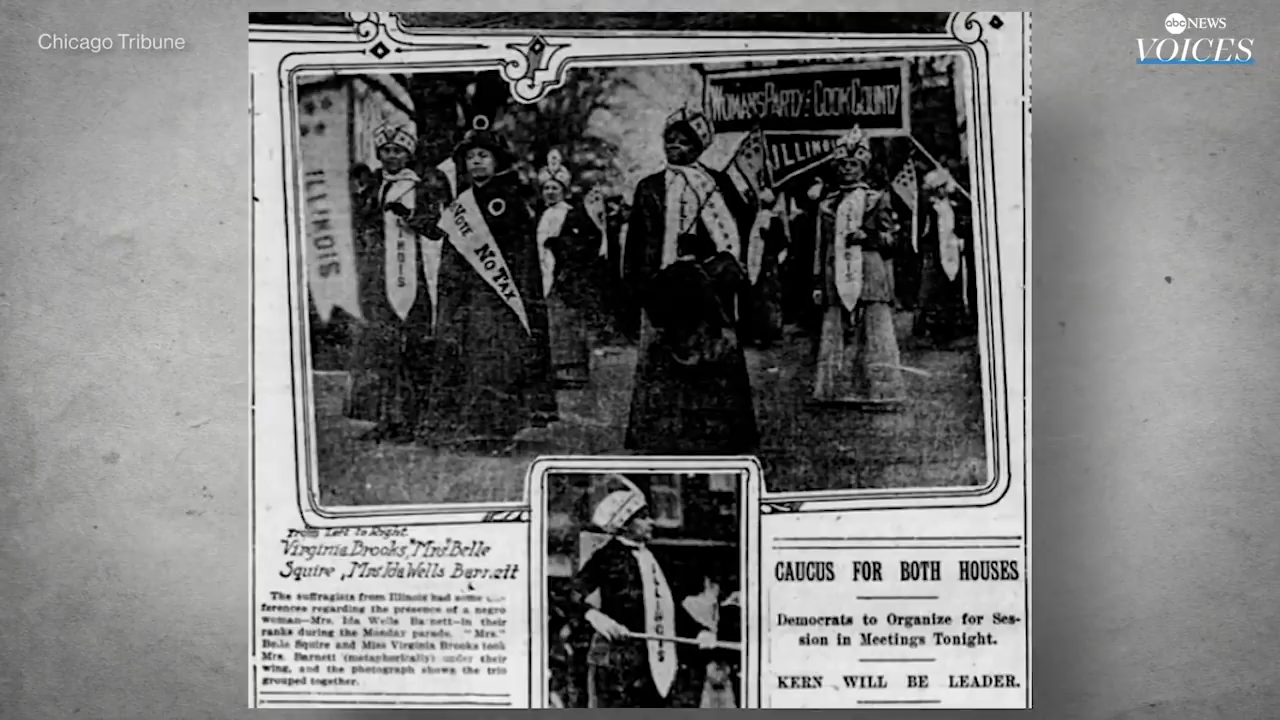 Chicago Tribune
abc NEWS
VOICES
WOMAN'S PARTY OF COOK COUNTY
ILLINOIS
ILLINOIS
ILLINOIS
VOTE NO TAX
ILLINOIS
ILLINOIS
From Left to Right.
"Virginia Brooks," "Mrs" Belle
Squire, Mrs Ida Wells Barnett
The suffragists from Illinois had some
ferences regarding the presence of a negro
woman—Mrs. Ida Wells Barnett—in their
ranks during the Monday parade. "Mrs."
Belle Squire and Miss Virginia Brooks took
Mrs. Barnett (metaphorically) under their
wing, and the photograph shows the trio
grouped together.
CAUCUS FOR BOTH HOUSES
Democrats to Organize for Ses-
sion in Meetings Tonight.
KERN WILL BE LEADER.